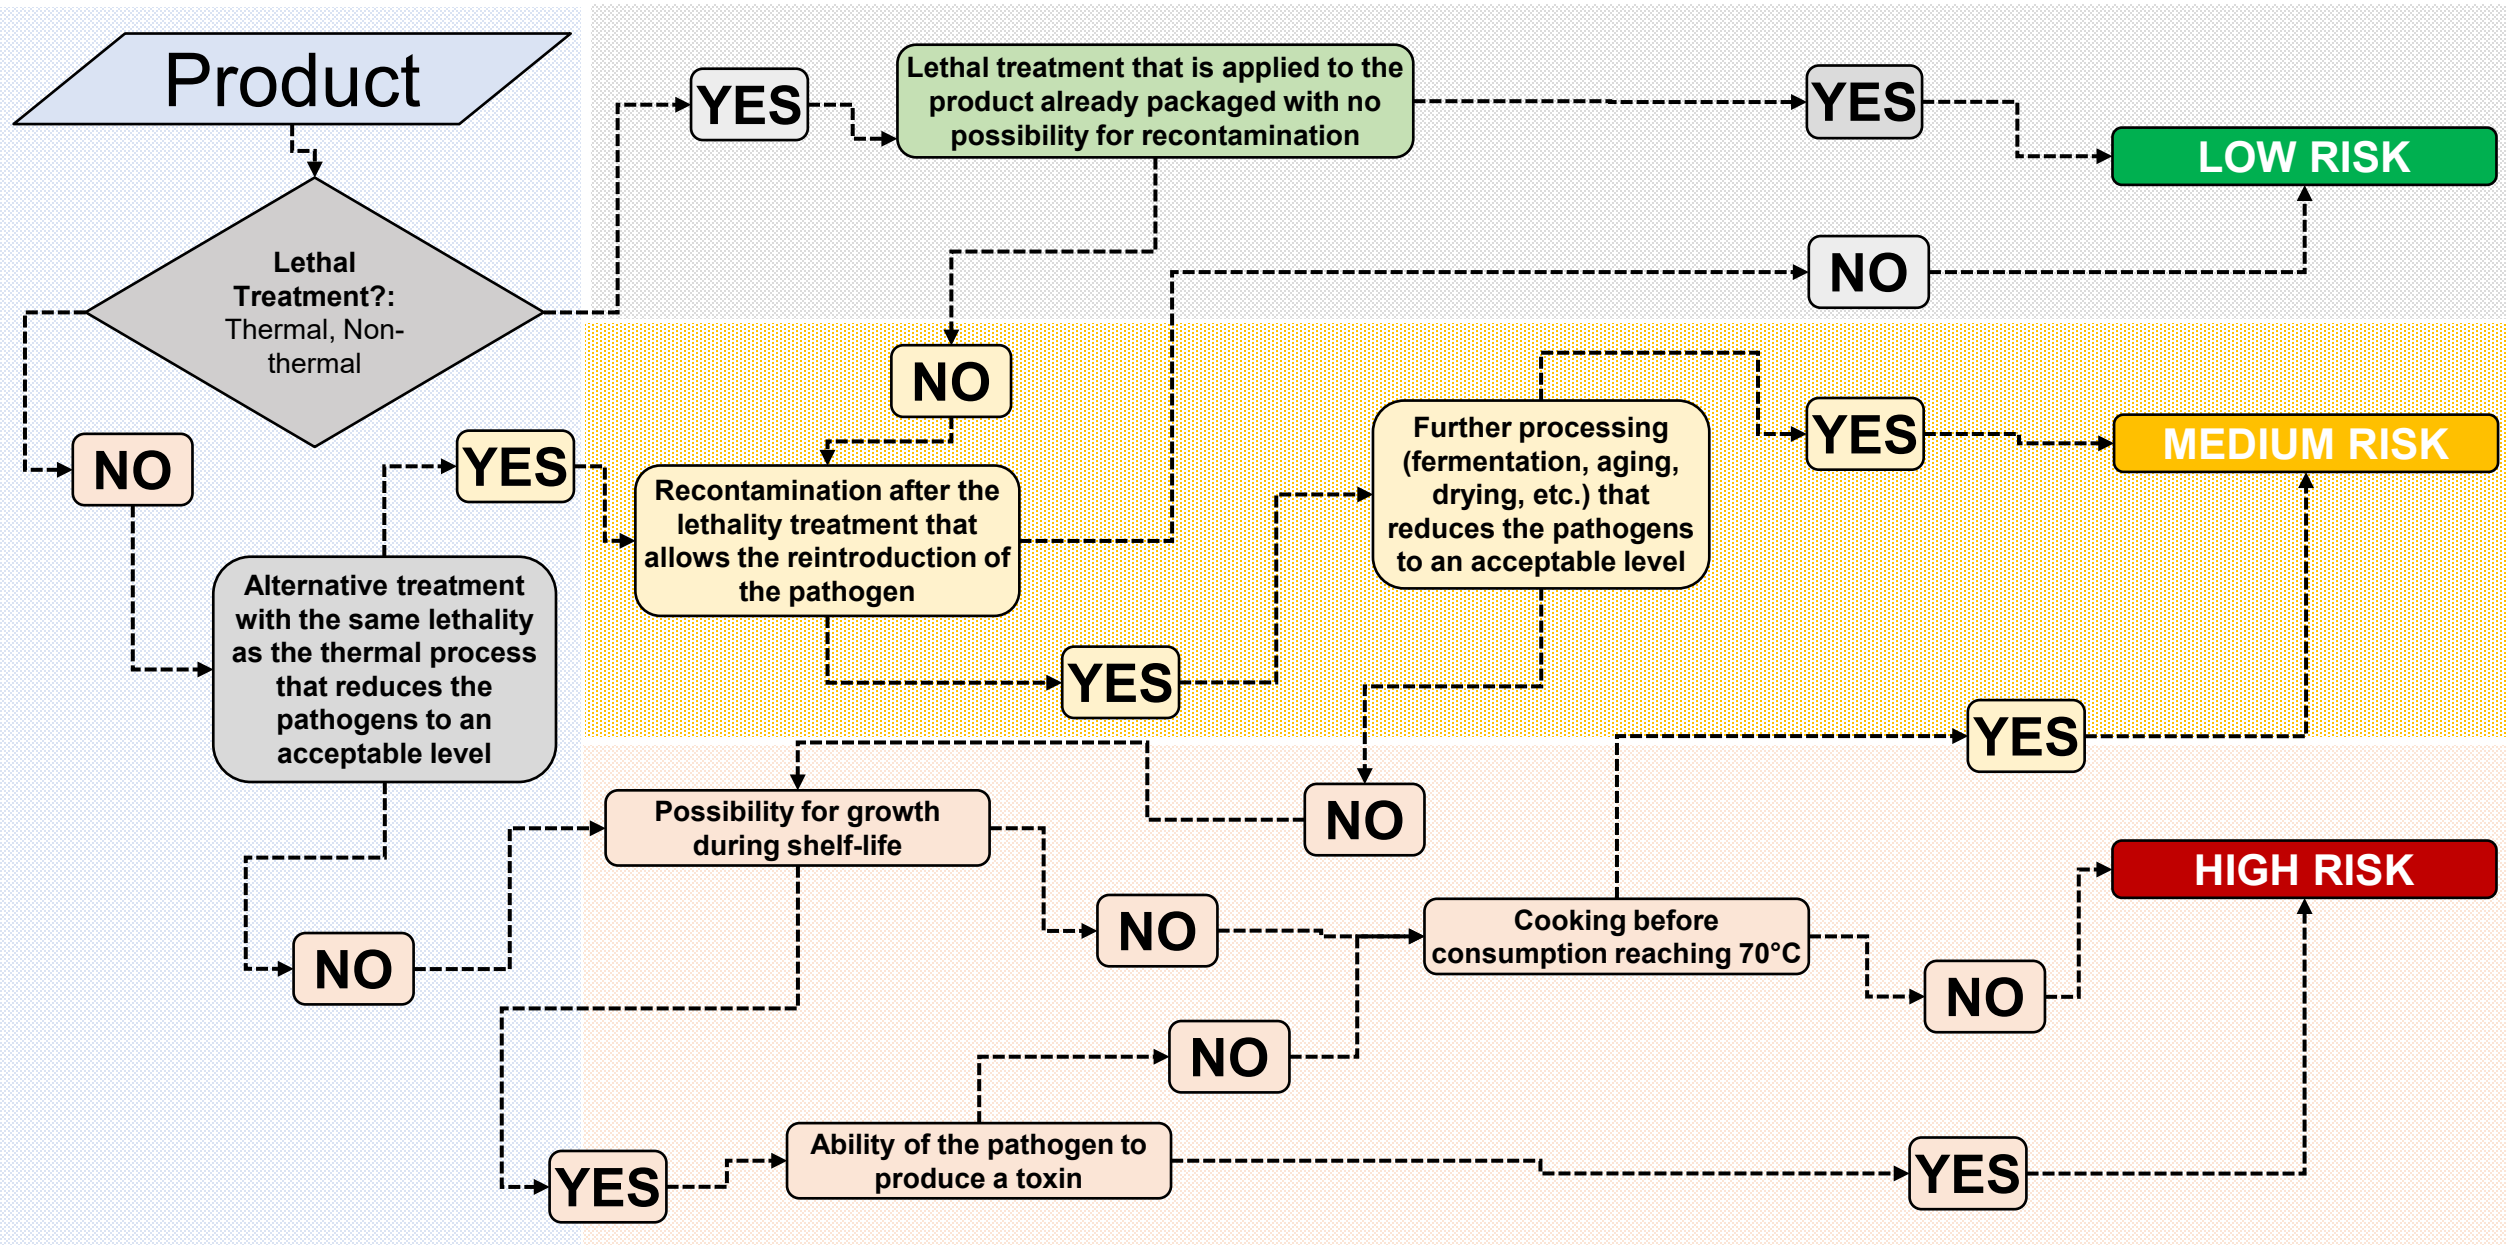 Product
YES
Lethal treatment that is applied to the
product already packaged with no
possibility for recontamination
YES
LOW RISK
Lethal
Treatment?:
Thermal, Non-
thermal
NO
NO
Further processing
(fermentation, aging,
drying, etc.) that
reduces the pathogens
to an acceptable level
YES
MEDIUM RISK
NO
YES
Recontamination after the
lethality treatment that
allows the reintroduction of
the pathogen
Alternative treatment
with the same lethality
as the thermal process
that reduces the
pathogens to an
acceptable level
YES
YES
Possibility for growth
during shelf-life
NO
HIGH RISK
NO
Cooking before
consumption reaching 70°C
NO
NO
NO
Ability of the pathogen to
produce a toxin
YES
YES